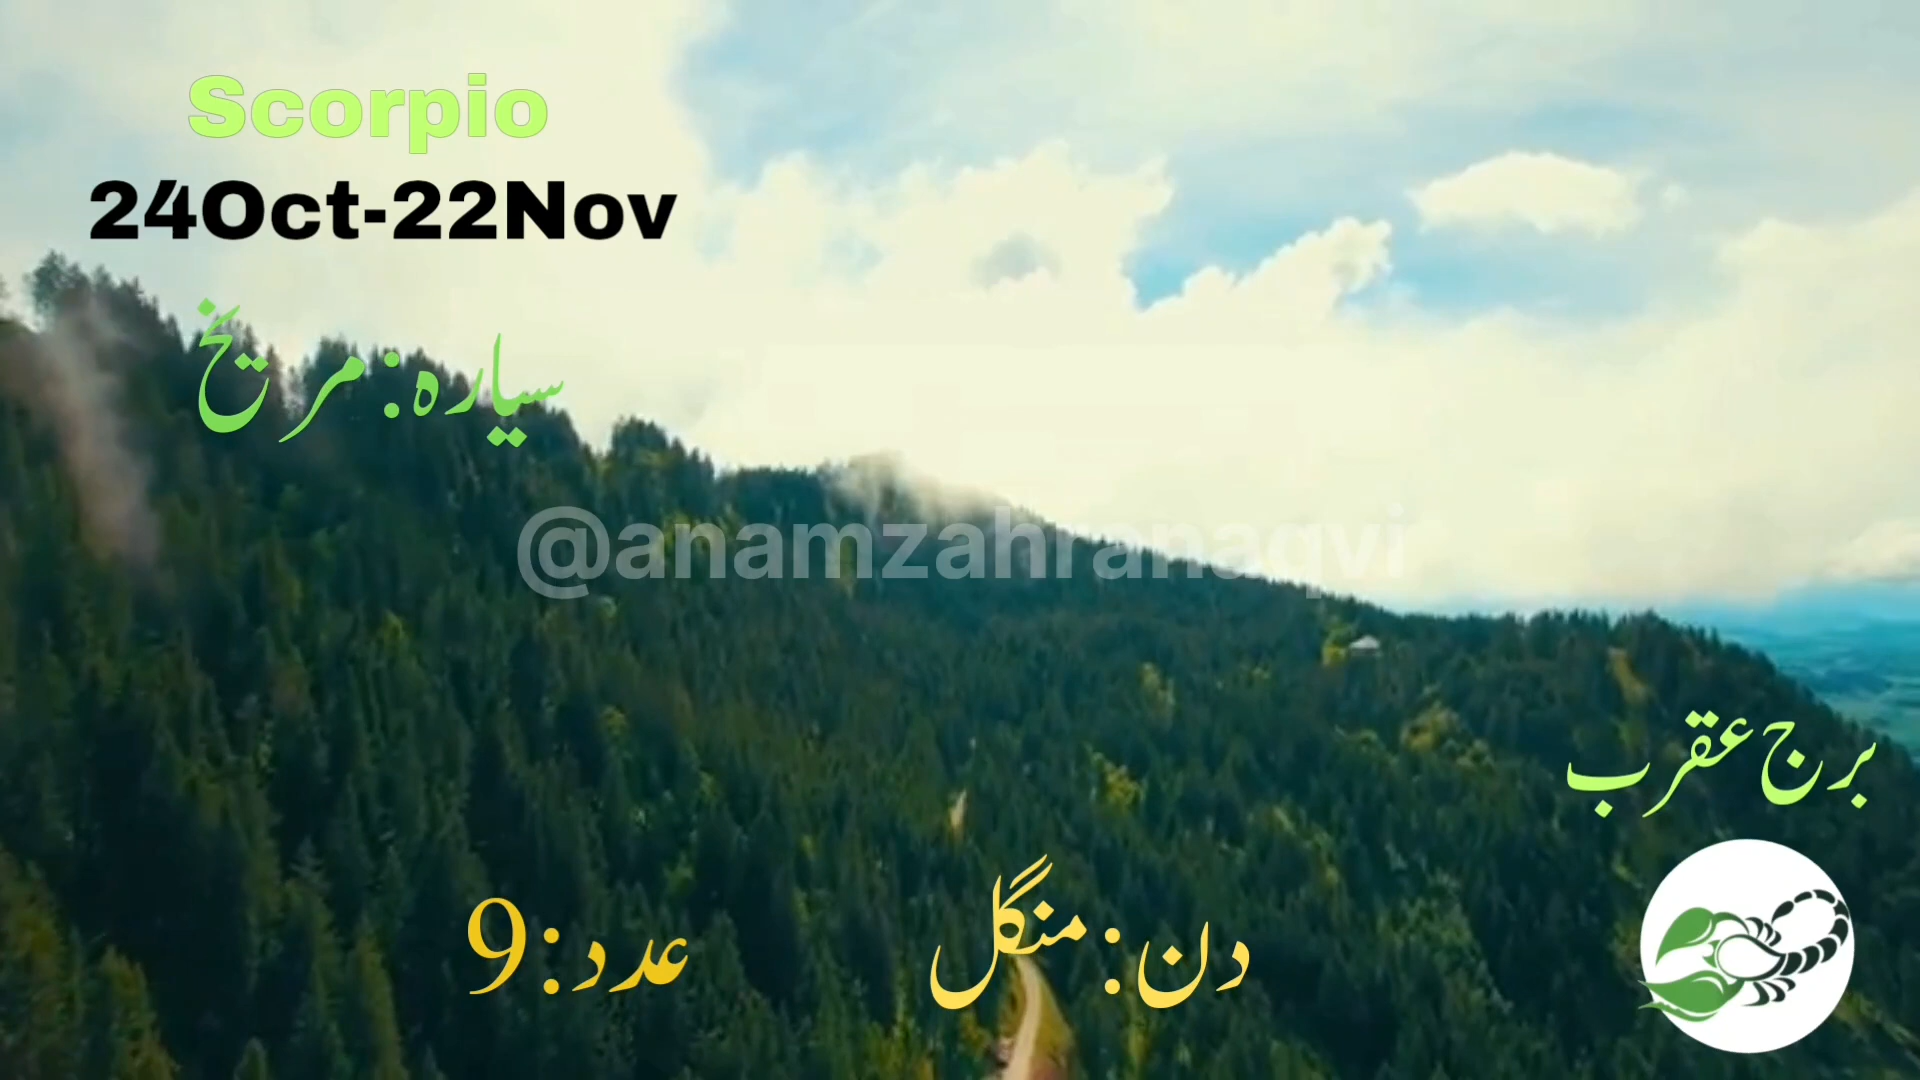 Scorpio
24Oct-22Nov
سیارہ: مریخ
@anamzahranaqvi
برج عقرب
دن: منگل
عدد: 9